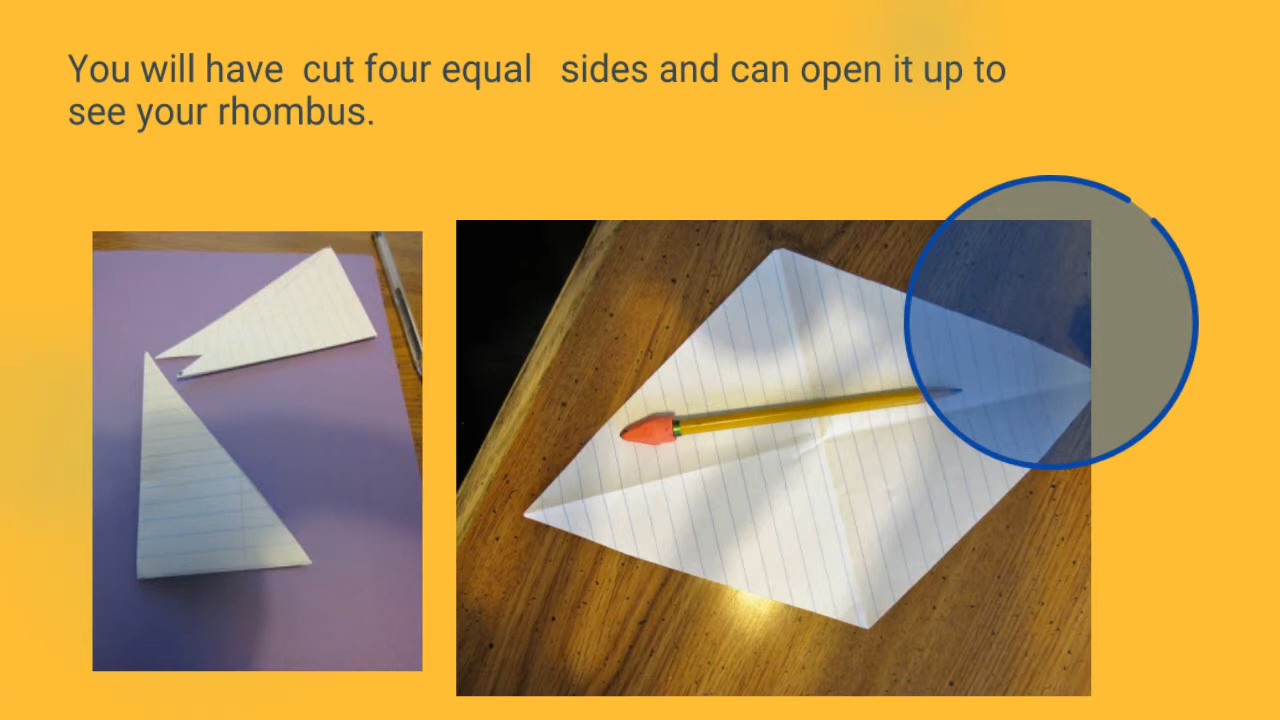 You will have cut four equal sides and can open it up to
see your rhombus.